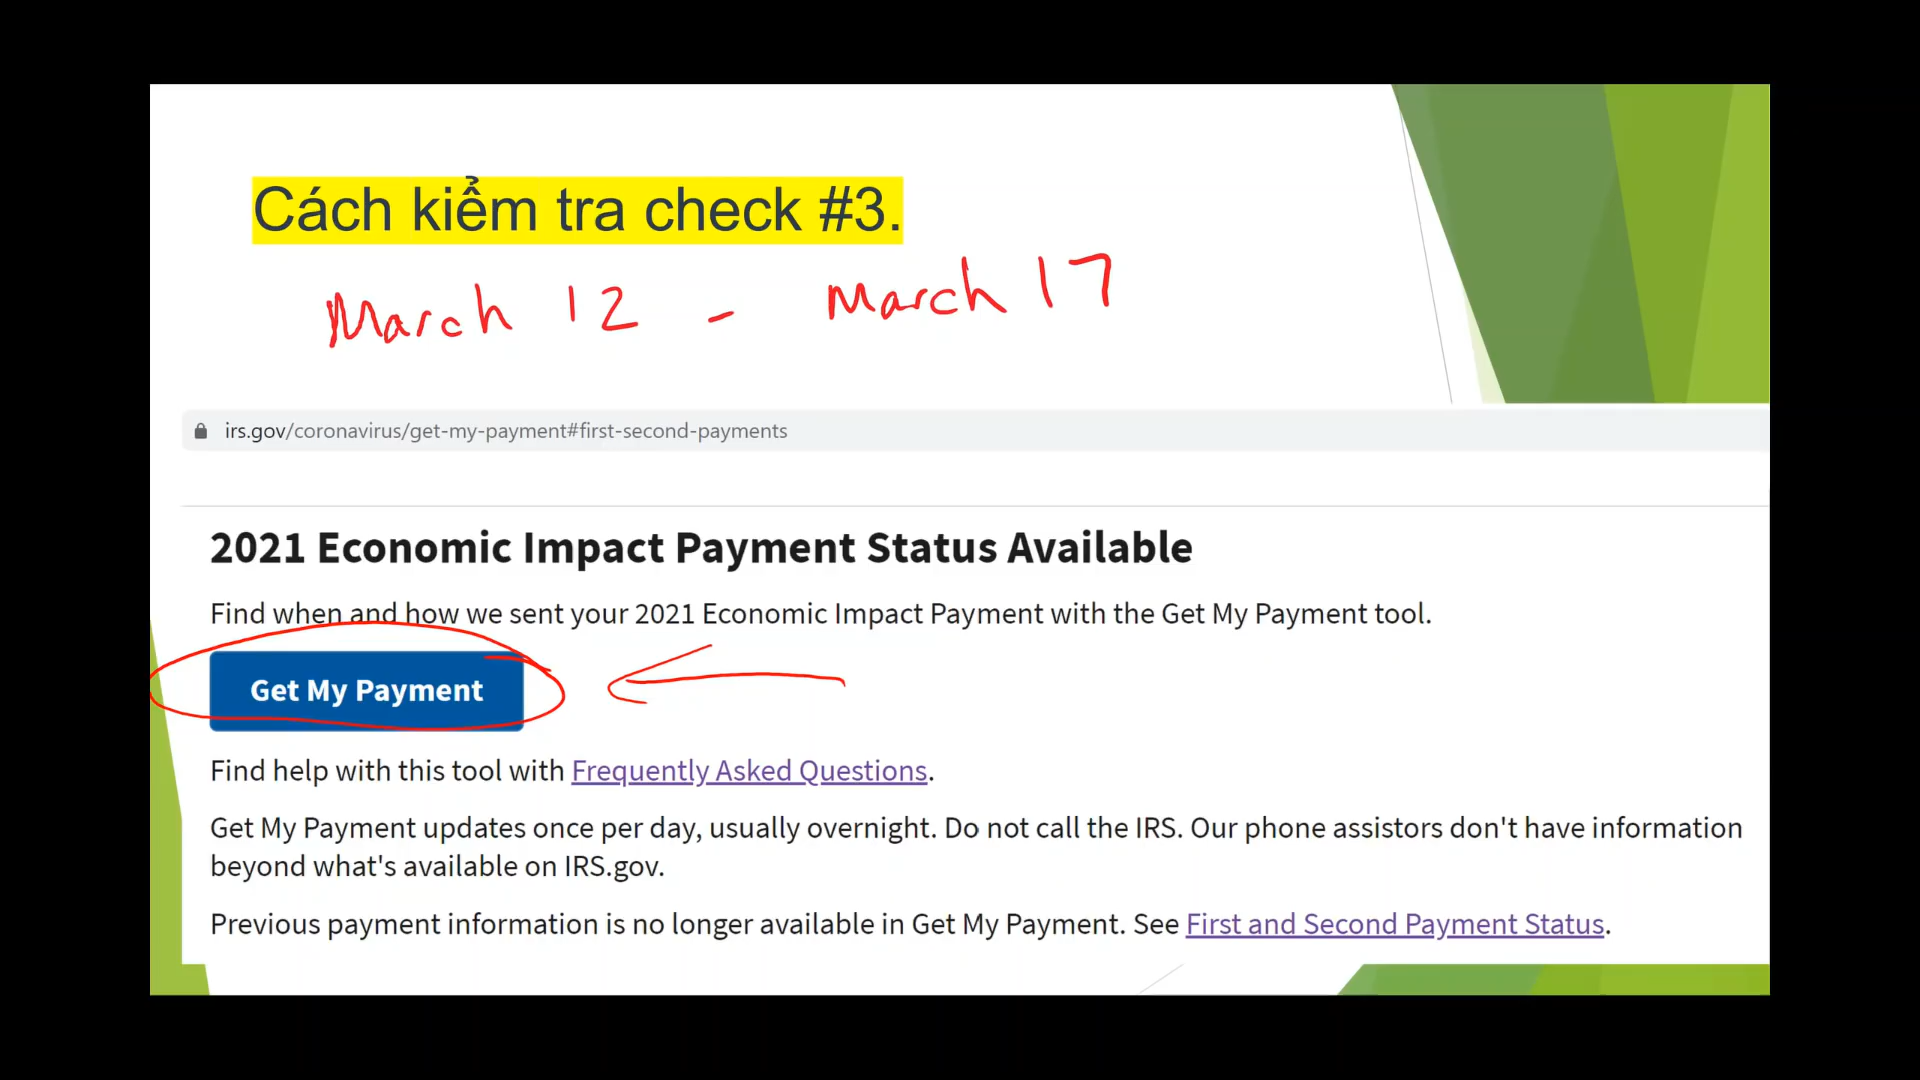 Cách kiểm tra check #3.
March 12 - March 17
irs.gov/coronavirus/get-my-payment#first-second-payments
2021 Economic Impact Payment Status Available
Find when and how we sent your 2021 Economic Impact Payment with the Get My Payment tool.
Get My Payment
Find help with this tool with Frequently Asked Questions.
Get My Payment updates once per day, usually overnight. Do not call the IRS. Our phone assistors don't have information
beyond what's available on IRS.gov.
Previous payment information is no longer available in Get My Payment. See First and Second Payment Status.